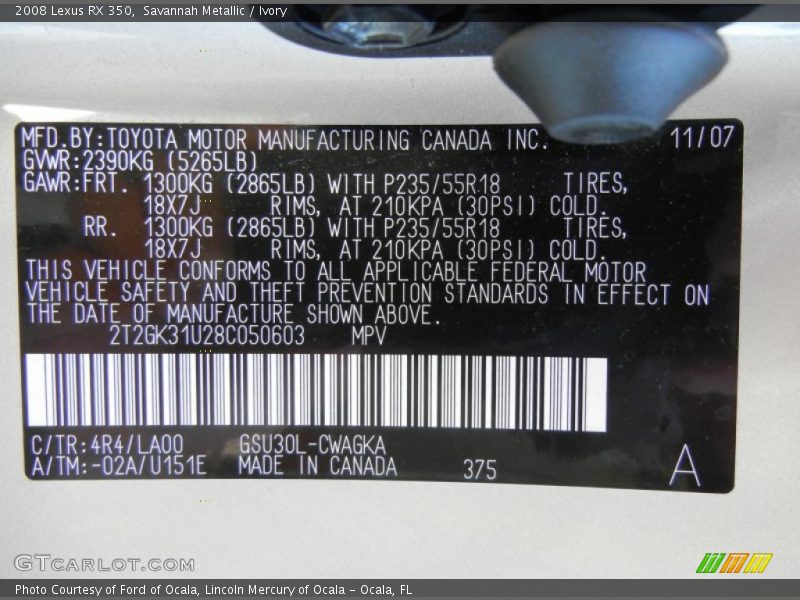 2008 Lexus RX 350, Savannah Metallic / Ivory
MFD.BY:TOYOTA MOTOR MANUFACTURING CANADA INC. 11/07
GVWR:2390KG (5265LB)
GAWR:FRT. 1300KG (2865LB) WITH P235/55R18 TIRES,
18X7J RIMS, AT 210KPA (30PSI) COLD.
RR. 1300KG (2865LB) WITH P235/55R18 TIRES,
18X7J RIMS, AT 210KPA (30PSI) COLD.
THIS VEHICLE CONFORMS TO ALL APPLICABLE FEDERAL MOTOR
VEHICLE SAFETY AND THEFT PREVENTION STANDARDS IN EFFECT ON
THE DATE OF MANUFACTURE SHOWN ABOVE.
2T2GK31U28C050603 MPV
C/TR:4R4/LA00 GSU30L-CWAGKA
A/TM:-02A/U151E MADE IN CANADA 375 A
GTCARLOT.COM
Photo Courtesy of Ford of Ocala, Lincoln Mercury of Ocala - Ocala, FL